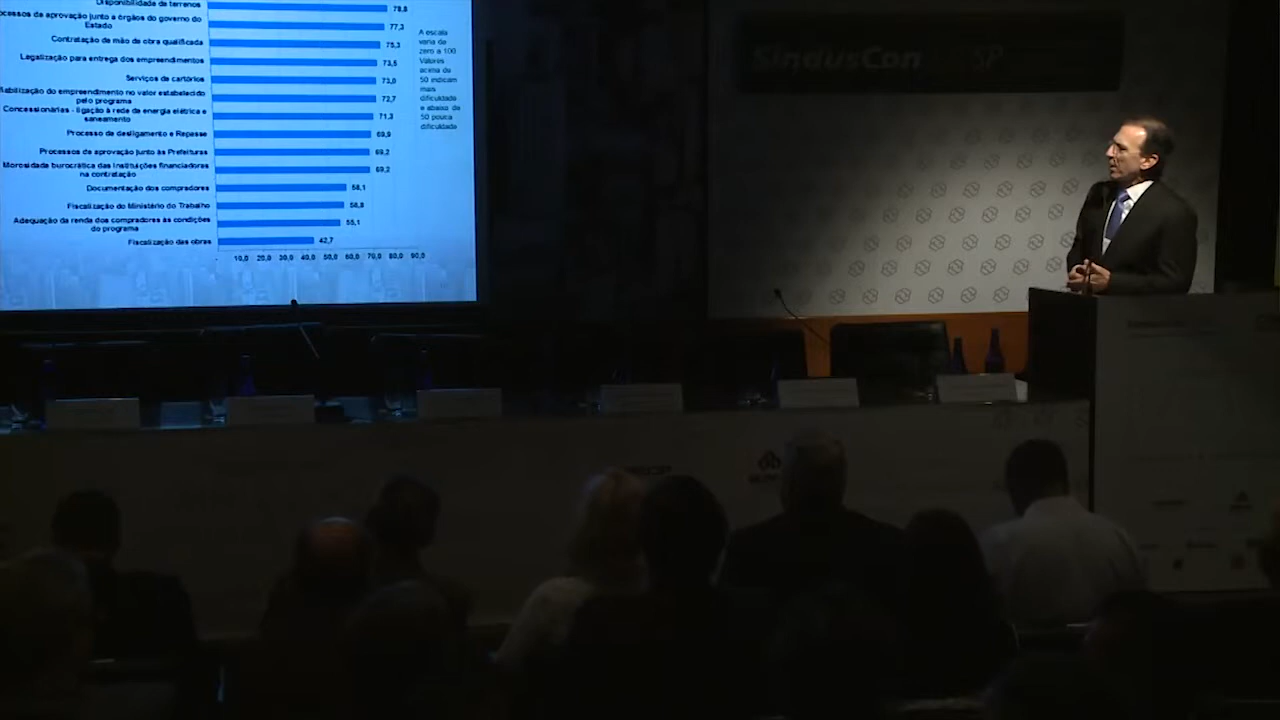 Disponibilidade de terrenos 78,8
ocessos de aprovação junto a órgãos do governo do
Estado 77,3
Contratação de mão de obra qualificada 75,3
Legalização para entrega dos empreendimentos 73,5
Serviços de cartórios 73,0
iabilização do empreendimento no valor estabelecido
pelo programa 72,7
Concessionárias - ligação à rede de energia elétrica e
saneamento 71,3
Processo de desligamento e Repasse 69,9
Processos de aprovação junto às Prefeituras 69,2
Morosidade burocrática das Instituições financiadoras
na contratação 69,2
Documentação dos compradores 58,1
Fiscalização do Ministério do Trabalho
Adequação da renda dos compradores às condições
do programa 55,1
Fiscalização das obras 42,7
- 10,0 20,0 30,0 40,0 50,0 60,0 70,0 80,0 90,0
A escala
varia de
zero a 100
Valores
acima de
50 indicam
mais
dificuldade
e abaixo de
50 pouca
dificuldade
SindusCon SP